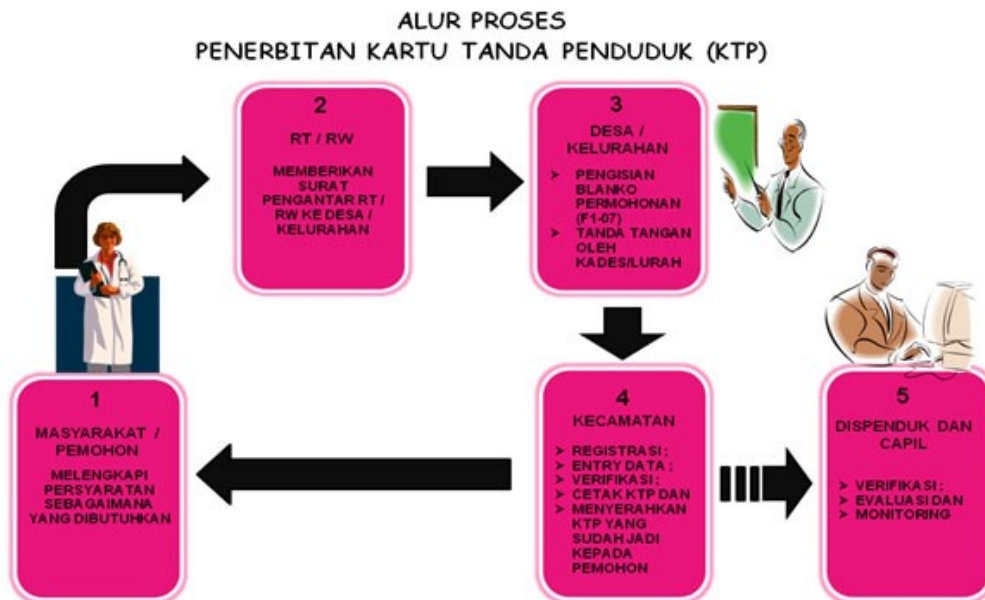 ALUR PROSES
PENERBITAN KARTU TANDA PENDUDUK (KTP)
2
RT / RW
MEMBERIKAN
SURAT
PENGANTAR RT /
RW KE DESA /
KELURAHAN
3
DESA /
KELURAHAN
➢ PENGISIAN
BLANKO
PERMOHONAN
(F1-07)
➢ TANDA TANGAN
OLEH
KADES/LURAH
1
MASYARAKAT /
PEMOHON
MELENGKAPI
PERSYARATAN
SEBAGAIMANA
YANG DIBUTUHKAN
4
KECAMATAN
➢ REGISTRASI ;
➢ ENTRY DATA ;
➢ VERIFIKASI ;
➢ CETAK KTP DAN
➢ MENYERAHKAN
KTP YANG
SUDAH JADI
KEPADA
PEMOHON
5
DISPENDUK DAN
CAPIL
➢ VERIFIKASI ;
➢ EVALUASI DAN
➢ MONITORING